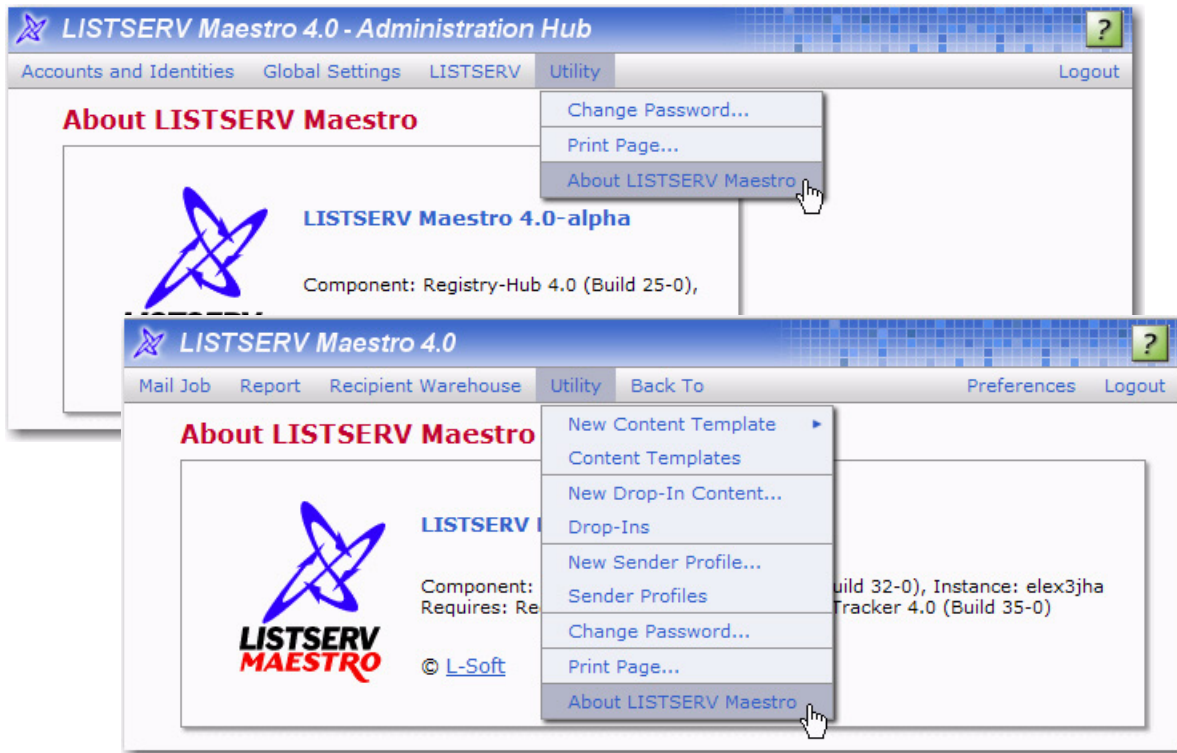 LISTSERV Maestro 4.0 - Administration Hub
?
Accounts and Identities Global Settings LISTSERV Utility Logout
Change Password...
Print Page...
About LISTSERV Maestro
About LISTSERV Maestro
LISTSERV Maestro 4.0-alpha
Component: Registry-Hub 4.0 (Build 25-0),
LISTSERV
LISTSERV Maestro 4.0
?
Mail Job Report Recipient Warehouse Utility Back To Preferences Logout
New Content Template
Content Templates
New Drop-In Content...
Drop-Ins
New Sender Profile...
Sender Profiles
Change Password...
Print Page...
About LISTSERV Maestro
About LISTSERV Maestro
LISTSERV
Component: uild 32-0), Instance: elex3jha
Requires: Re Tracker 4.0 (Build 35-0)
LISTSERV
MAESTRO
© L-Soft